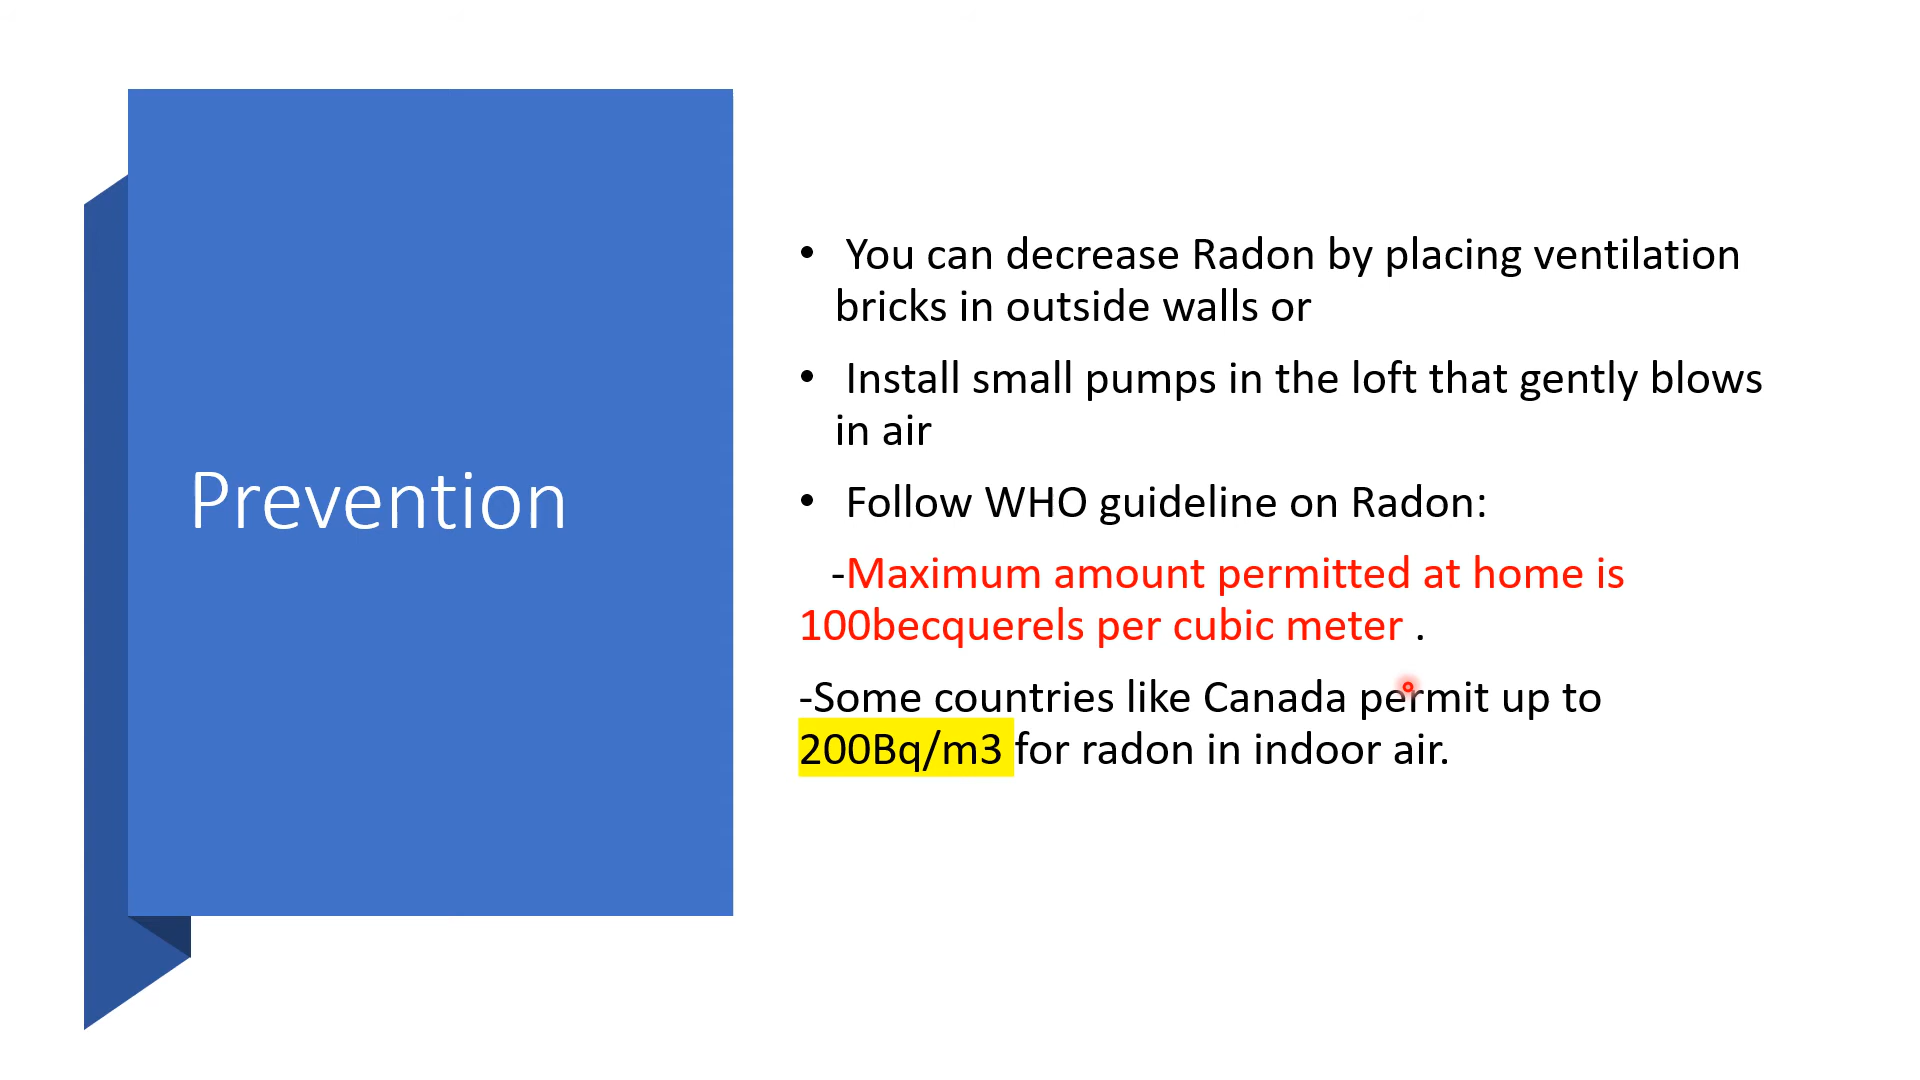 Prevention
• You can decrease Radon by placing ventilation
bricks in outside walls or
• Install small pumps in the loft that gently blows
in air
• Follow WHO guideline on Radon:
-Maximum amount permitted at home is
100becquerels per cubic meter .
-Some countries like Canada permit up to
200Bq/m3 for radon in indoor air.